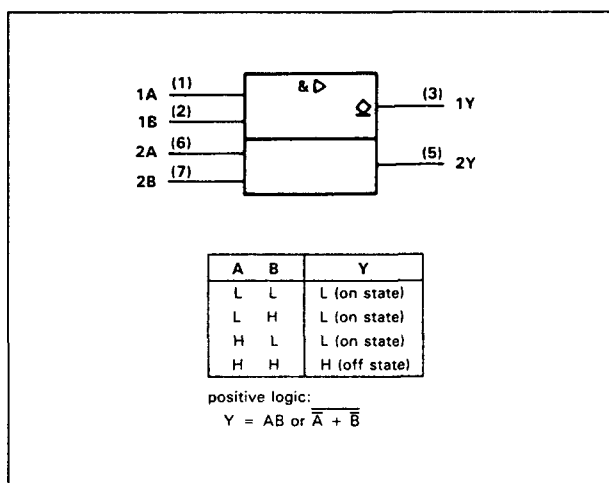 & ▷
1A (1)
1B (2)
2A (6)
2B (7)
(3) 1Y
(5) 2Y
A B Y
L L L (on state)
L H L (on state)
H L L (on state)
H H H (off state)
positive logic:
Y = AB or A̅ + B̅